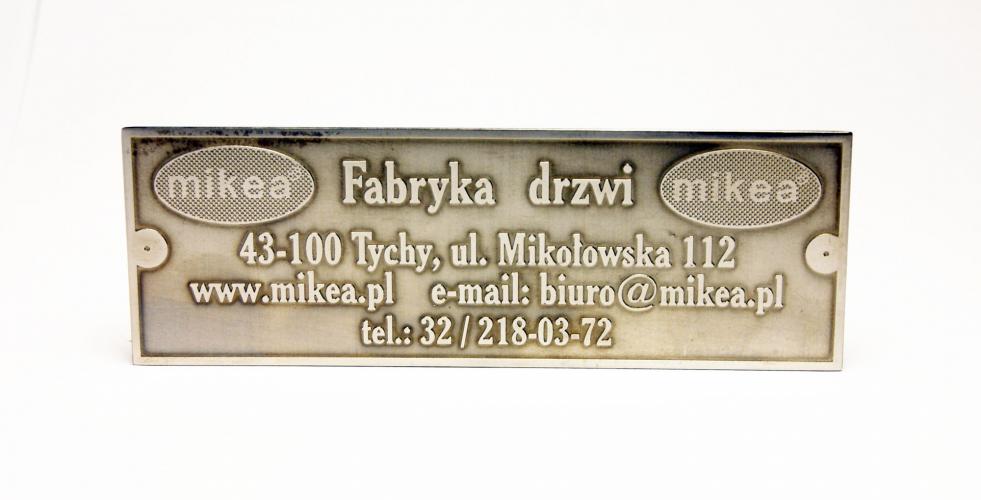 mikea® Fabryka drzwi mikea®
43-100 Tychy, ul. Mikołowska 112
www.mikea.pl e-mail: biuro@mikea.pl
tel.: 32 / 218-03-72